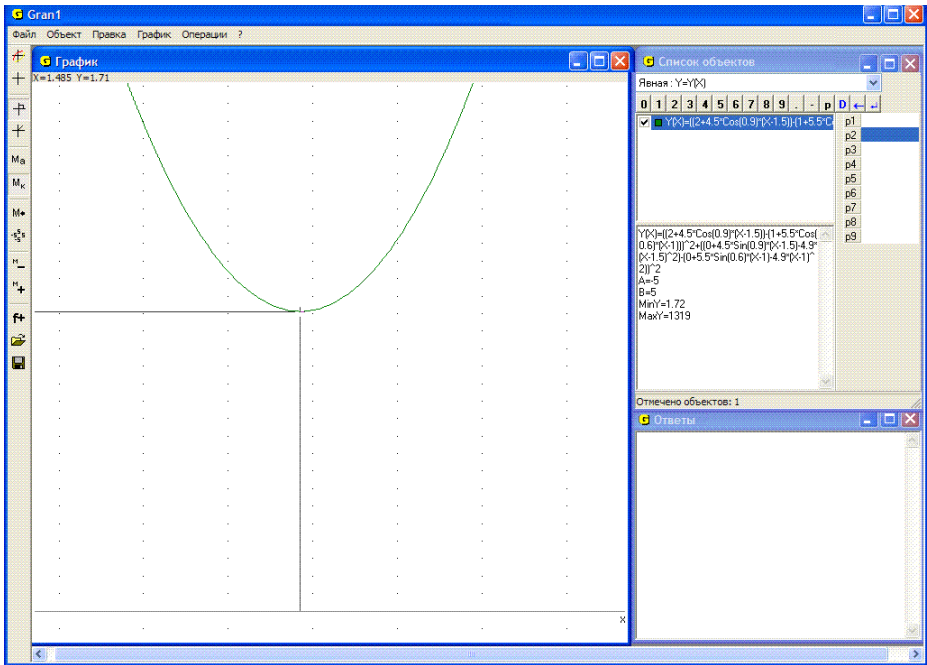 Gran1
Файл Объект Правка График Операции ?
График
X=1.485 Y=1.71
x
Ma
Mк
M
M
M
f+
Список объектов
Явная : Y=Y(X)
0 1 2 3 4 5 6 7 8 9 . - p D ← ↵
Y(X)=((2+4.5*Cos(0.9)*(X-1.5))-(1+5.5*C
p1
p2
p3
p4
p5
p6
p7
p8
p9
Y(X)=((2+4.5*Cos(0.9)*(X-1.5))-(1+5.5*Cos(
0.6)*(X-1)))^2+((0+4.5*Sin(0.9)*(X-1.5)-4.9*
(X-1.5)^2)-(0+5.5*Sin(0.6)*(X-1)-4.9*(X-1)^
2))^2
A=-5
B=5
MinY=1.72
MaxY=1319
Отмечено объектов: 1
Ответы